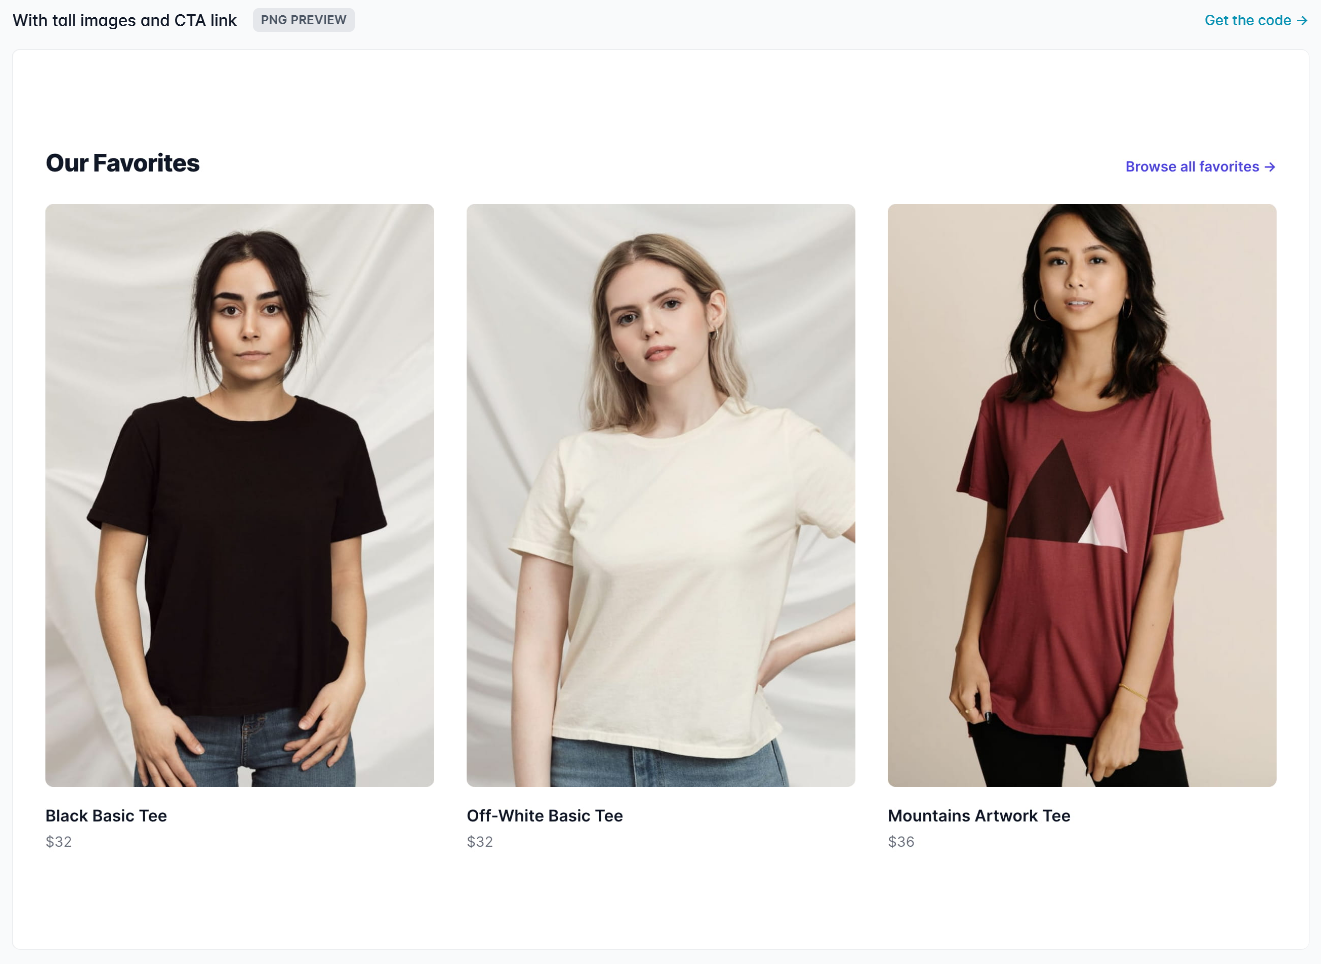 With tall images and CTA link PNG PREVIEW Get the code →
Our Favorites Browse all favorites →
Black Basic Tee
$32
Off-White Basic Tee
$32
Mountains Artwork Tee
$36